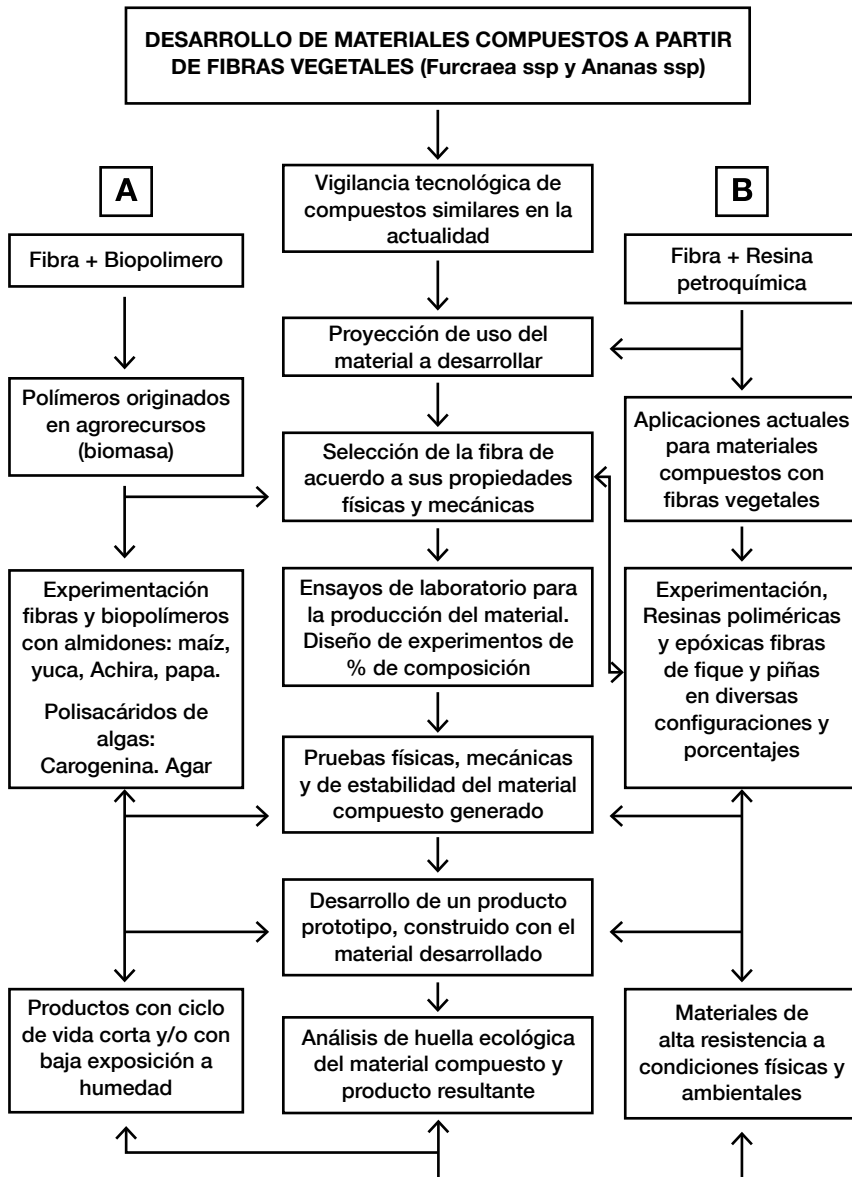 DESARROLLO DE MATERIALES COMPUESTOS A PARTIR
DE FIBRAS VEGETALES (Furcraea ssp y Ananas ssp)
A
Fibra + Biopolimero
Polímeros originados
en agrorecursos
(biomasa)
Experimentación
fibras y biopolímeros
con almidones: maíz,
yuca, Achira, papa.
Polisacáridos de
algas:
Carogenina. Agar
Productos con ciclo
de vida corta y/o con
baja exposición a
humedad
Vigilancia tecnológica de
compuestos similares en la
actualidad
Proyección de uso del
material a desarrollar
Selección de la fibra de
acuerdo a sus propiedades
físicas y mecánicas
Ensayos de laboratorio para
la producción del material.
Diseño de experimentos de
% de composición
Pruebas físicas, mecánicas
y de estabilidad del material
compuesto generado
Desarrollo de un producto
prototipo, construido con el
material desarrollado
Análisis de huella ecológica
del material compuesto y
producto resultante
B
Fibra + Resina
petroquímica
Aplicaciones actuales
para materiales
compuestos con
fibras vegetales
Experimentación,
Resinas poliméricas
y epóxicas fibras
de fique y piñas
en diversas
configuraciones y
porcentajes
Materiales de
alta resistencia a
condiciones físicas y
ambientales